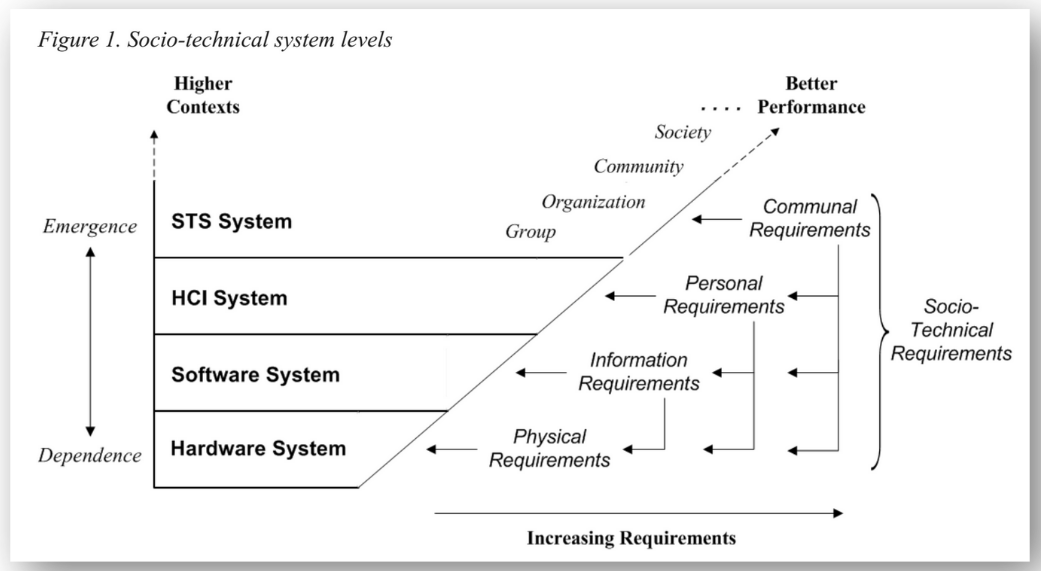 Figure 1. Socio-technical system levels
Higher
Contexts
Better
Performance
....
Society
Community
Organization
Group
Emergence
Dependence
STS System
HCI System
Software System
Hardware System
Communal
Requirements
Personal
Requirements
Information
Requirements
Physical
Requirements
Socio-
Technical
Requirements
Increasing Requirements